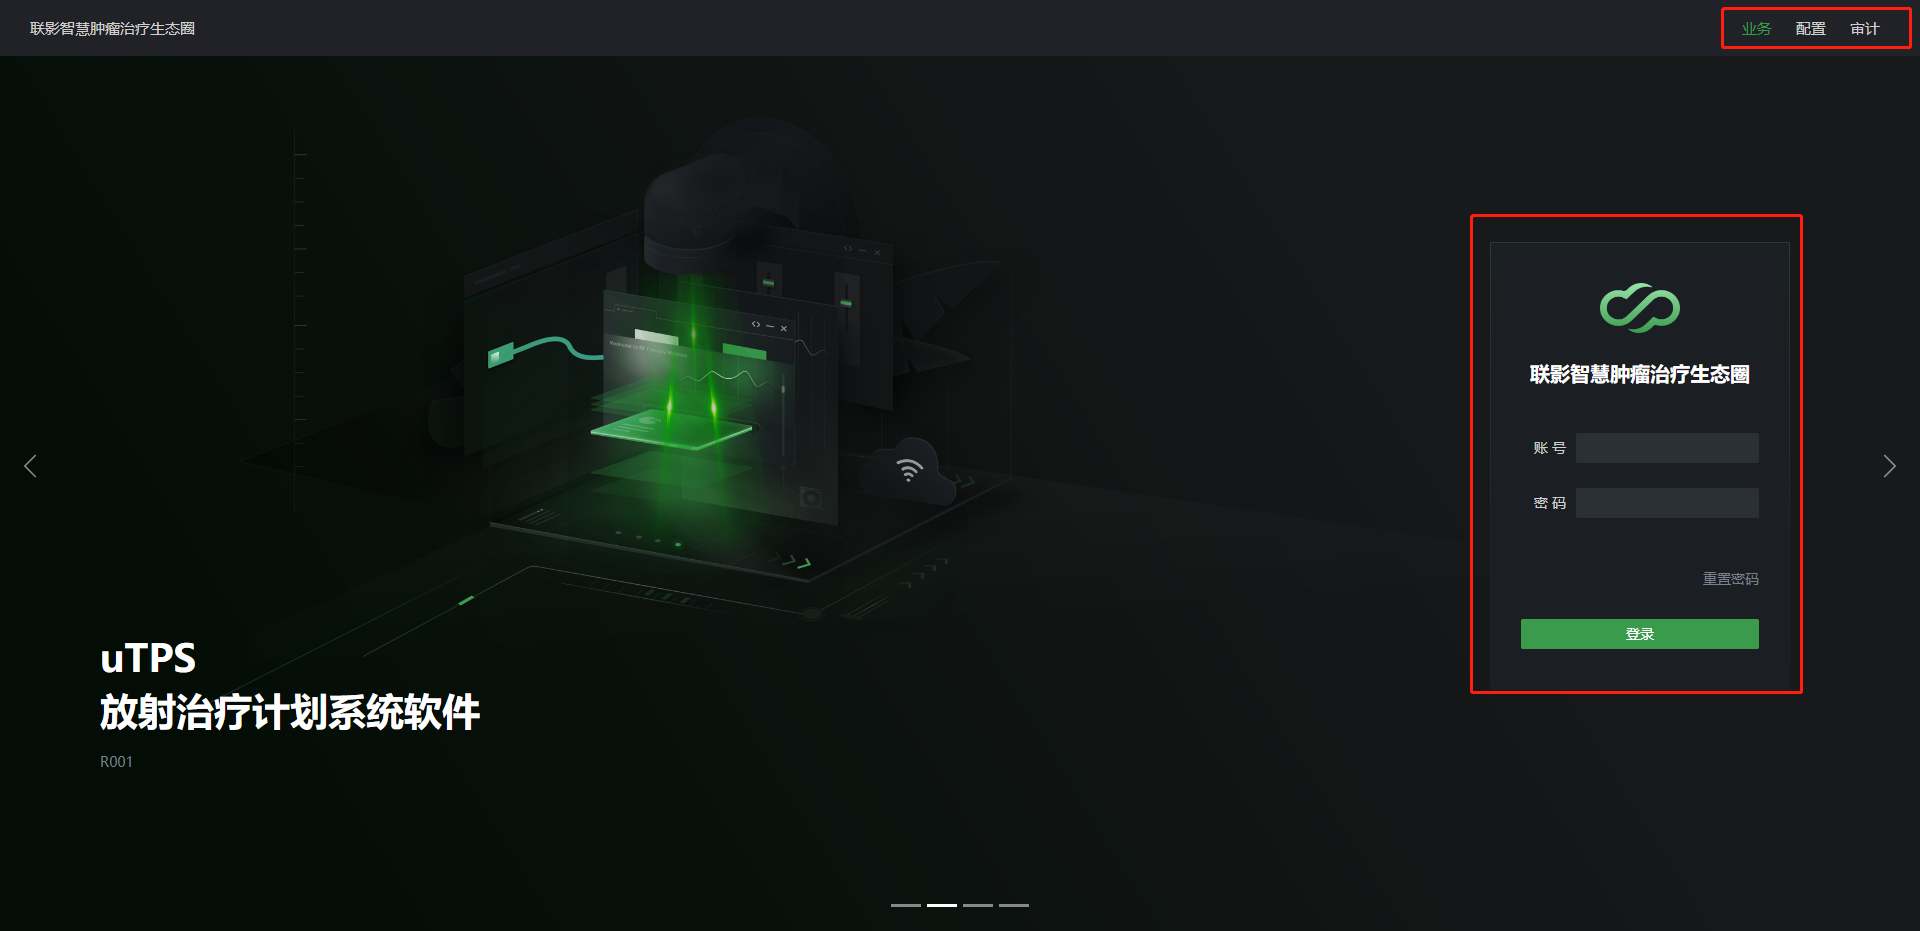 联影智慧肿瘤治疗生态圈
业务 配置 审计
联影智慧肿瘤治疗生态圈
账 号
密 码
重置密码
登录
uTPS
放射治疗计划系统软件
R001